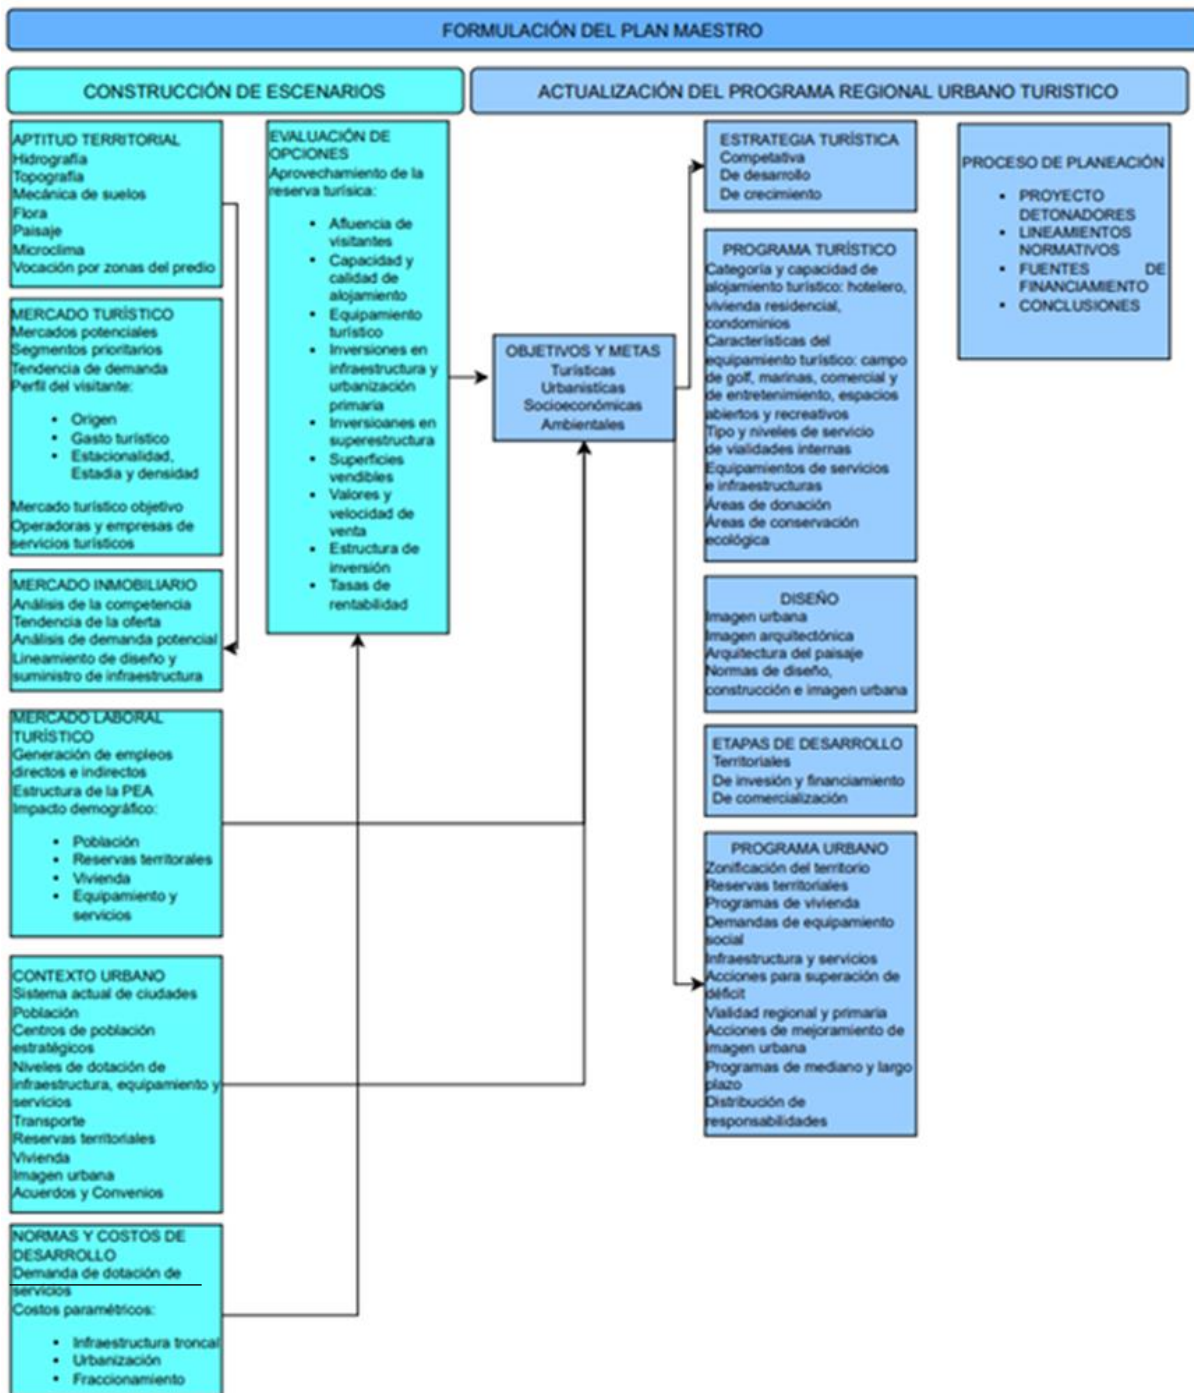 FORMULACIÓN DEL PLAN MAESTRO
CONSTRUCCIÓN DE ESCENARIOS
ACTUALIZACIÓN DEL PROGRAMA REGIONAL URBANO TURISTICO
APTITUD TERRITORIAL
Hidrografía
Topografía
Mecánica de suelos
Flora
Paisaje
Microclima
Vocación por zonas del predio
MERCADO TURÍSTICO
Mercados potenciales
Segmentos prioritarios
Tendencia de demanda
Perfil del visitante:
• Origen
• Gasto turístico
• Estacionalidad,
Estadia y densidad
Mercado turístico objetivo
Operadoras y empresas de
servicios turísticos
MERCADO INMOBILIARIO
Análisis de la competencia
Tendencia de la oferta
Análisis de demanda potencial
Lineamiento de diseño y
suministro de infraestructura
MERCADO LABORAL
TURÍSTICO
Generación de empleos
directos e indirectos
Estructura de la PEA
Impacto demográfico:
• Población
• Reservas territorales
• Vivienda
• Equipamiento y
servicios
CONTEXTO URBANO
Sistema actual de ciudades
Población
Centros de población
estratégicos
Niveles de dotación de
infraestructura, equipamiento y
servicios
Transporte
Reservas territoriales
Vivienda
Imagen urbana
Acuerdos y Convenios
NORMAS Y COSTOS DE
DESARROLLO
Demanda de dotación de
servicios
Costos paramétricos:
• Infraestructura troncal
• Urbanización
• Fraccionamiento
EVALUACIÓN DE
OPCIONES
Aprovechamiento de la
reserva turísica:
• Afluencia de
visitantes
• Capacidad y
calidad de
alojamiento
• Equipamiento
turístico
• Inversiones en
infraestructura y
urbanización
primaria
• Inversioanes en
superestructura
• Superficies
vendibles
• Valores y
velocidad de
venta
• Estructura de
inversión
• Tasas de
rentabilidad
OBJETIVOS Y METAS
Turísticas
Urbanistícas
Socioeconómicas
Ambientales
ESTRATEGIA TURÍSTICA
Competativa
De desarrollo
De crecimiento
PROGRAMA TURÍSTICO
Categoría y capacidad de
alojamiento turístico: hotelero,
vivienda residencial,
condominios
Características del
equipamiento turístico: campo
de golf, marinas, comercial y
de entretenimiento, espacios
abiertos y recreativos
Tipo y niveles de servicio
de vialidades internas
Equipamientos de servicios
e infraestructuras
Áreas de donación
Áreas de conservación
ecológica
DISEÑO
Imagen urbana
Imagen arquitectónica
Arquitectura del paisaje
Normas de diseño,
construcción e imagen urbana
ETAPAS DE DESARROLLO
Territoriales
De invesión y financiamiento
De comercialización
PROGRAMA URBANO
Zonificación del territorio
Reservas territoriales
Programas de vivienda
Demandas de equipamiento
social
Infraestructura y servicios
Acciones para superación de
déficit
Vialidad regional y primaria
Acciones de mejoramiento de
imagen urbana
Programas de mediano y largo
plazo
Distribución de
responsabilidades
PROCESO DE PLANEACIÓN
• PROYECTO
DETONADORES
• LINEAMIENTOS
NORMATIVOS
• FUENTES DE
FINANCIAMIENTO
• CONCLUSIONES